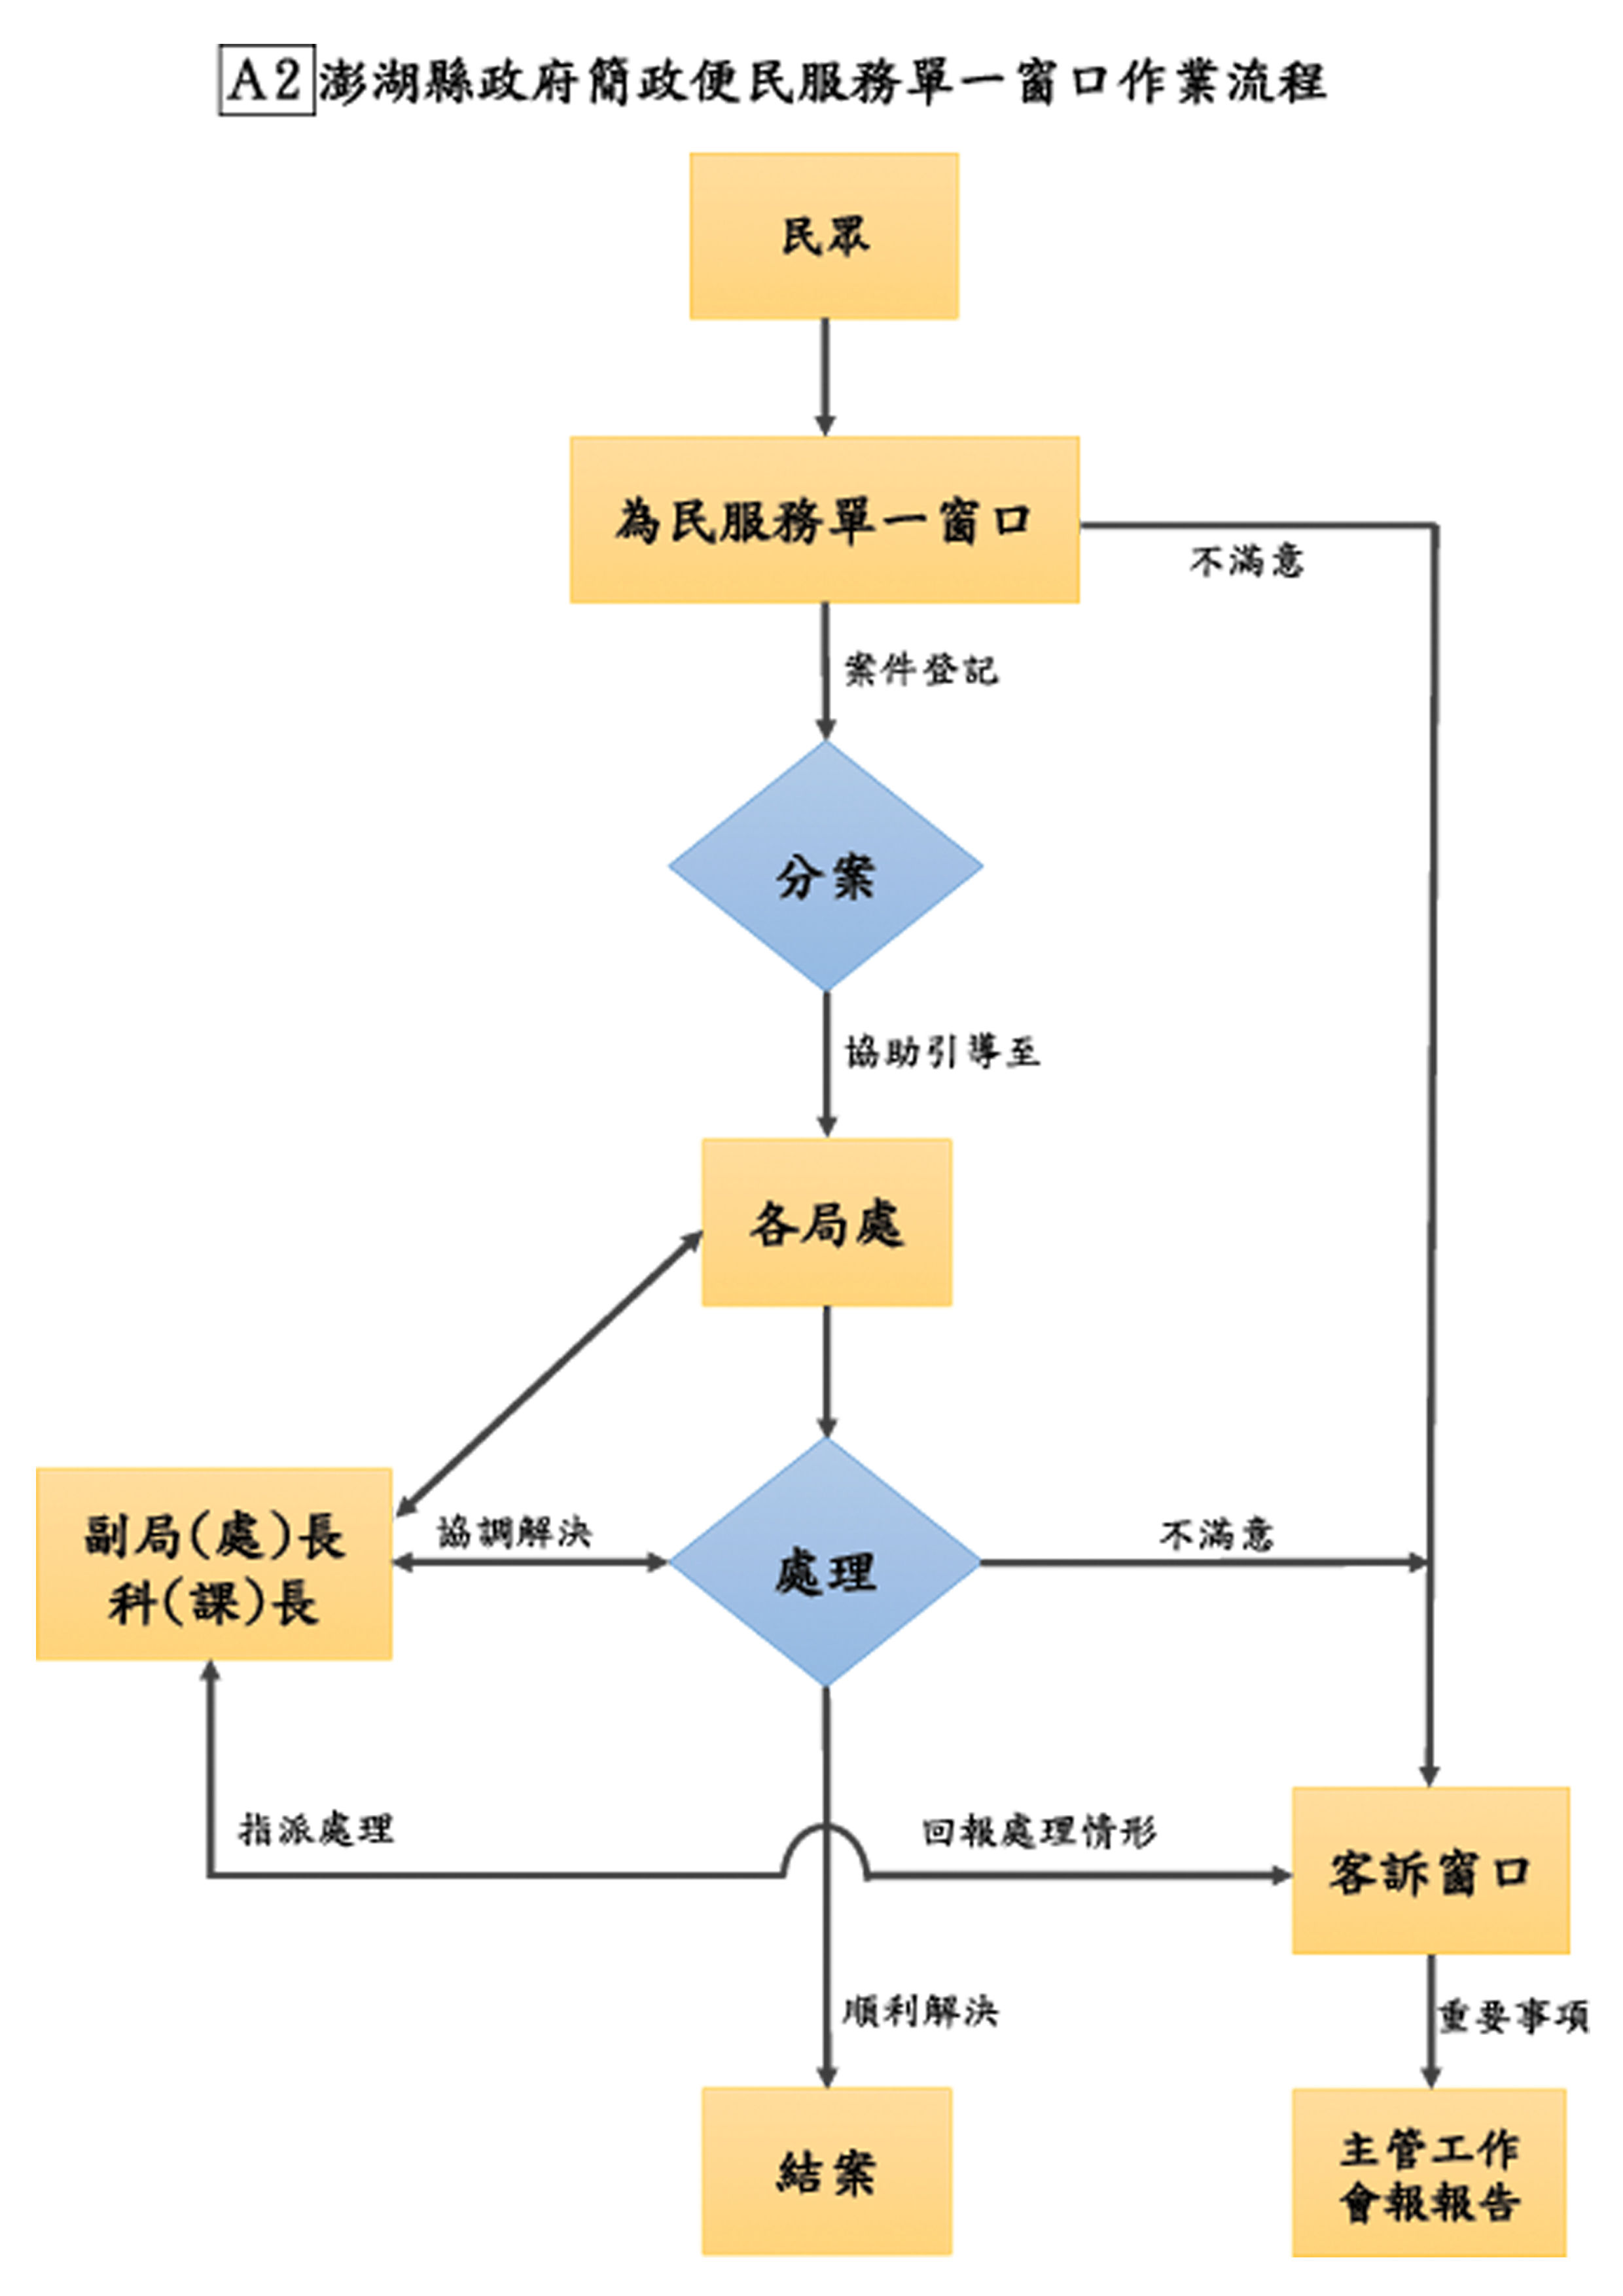 A2澎湖縣政府簡政便民服務單一窗口作業流程
民眾
為民服務單一窗口
不滿意
案件登記
分案
協助引導至
各局處
副局(處)長
科(課)長
協調解決
處理
不滿意
指派處理
回報處理情形
客訴窗口
順利解決
重要事項
結案
主管工作
會報報告